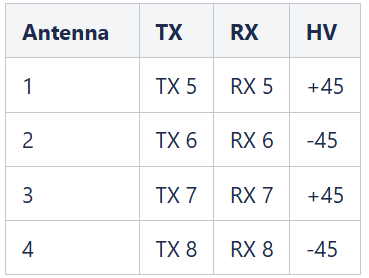 Antenna TX RX HV
1 TX 5 RX 5 +45
2 TX 6 RX 6 -45
3 TX 7 RX 7 +45
4 TX 8 RX 8 -45